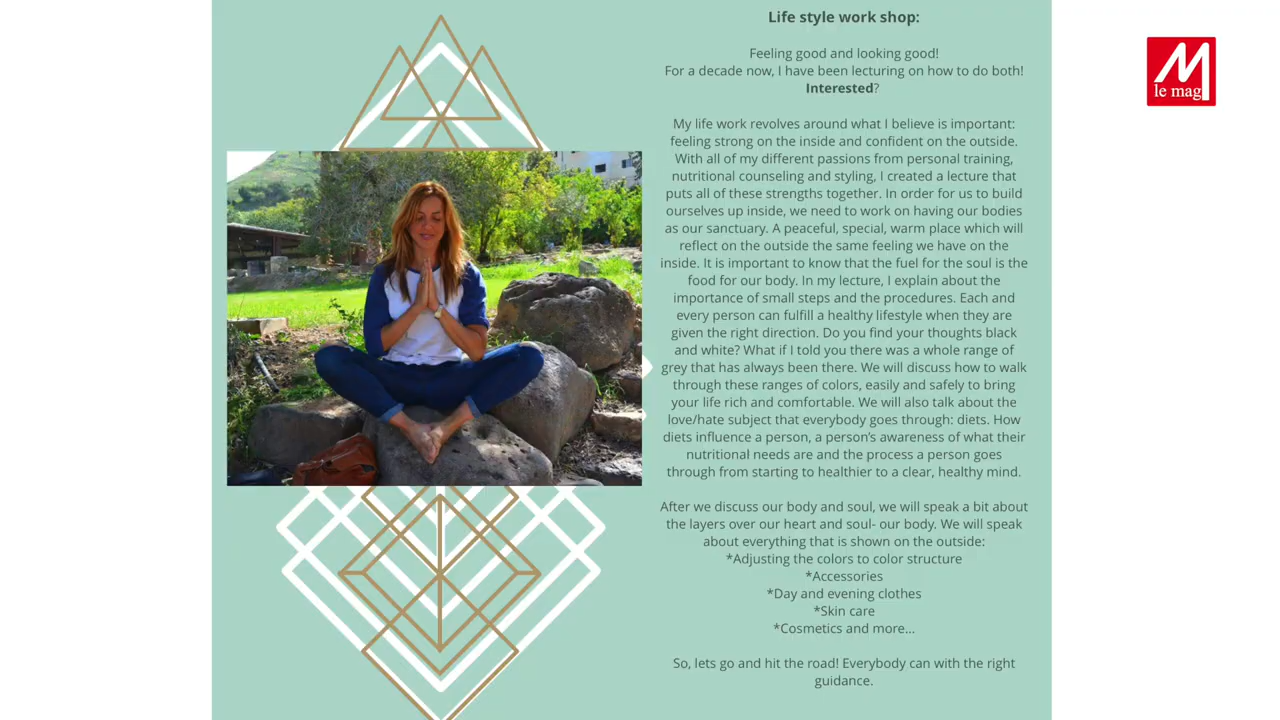 Life style work shop:
Feeling good and looking good!
For a decade now, I have been lecturing on how to do both!
Interested?
My life work revolves around what I believe is important:
feeling strong on the inside and confident on the outside.
With all of my different passions from personal training,
nutritional counseling and styling, I created a lecture that
puts all of these strengths together. In order for us to build
ourselves up inside, we need to work on having our bodies
as our sanctuary. A peaceful, special, warm place which will
reflect on the outside the same feeling we have on the
inside. It is important to know that the fuel for the soul is the
food for our body. In my lecture, I explain about the
importance of small steps and the procedures. Each and
every person can fulfill a healthy lifestyle when they are
given the right direction. Do you find your thoughts black
and white? What if I told you there was a whole range of
grey that has always been there. We will discuss how to walk
through these ranges of colors, easily and safely to bring
your life rich and comfortable. We will also talk about the
love/hate subject that everybody goes through: diets. How
diets influence a person, a person's awareness of what their
nutritional needs are and the process a person goes
through from starting to healthier to a clear, healthy mind.
After we discuss our body and soul, we will speak a bit about
the layers over our heart and soul- our body. We will speak
about everything that is shown on the outside:
*Adjusting the colors to color structure
*Accessories
*Day and evening clothes
*Skin care
*Cosmetics and more...
So, lets go and hit the road! Everybody can with the right
guidance.
M
le mag